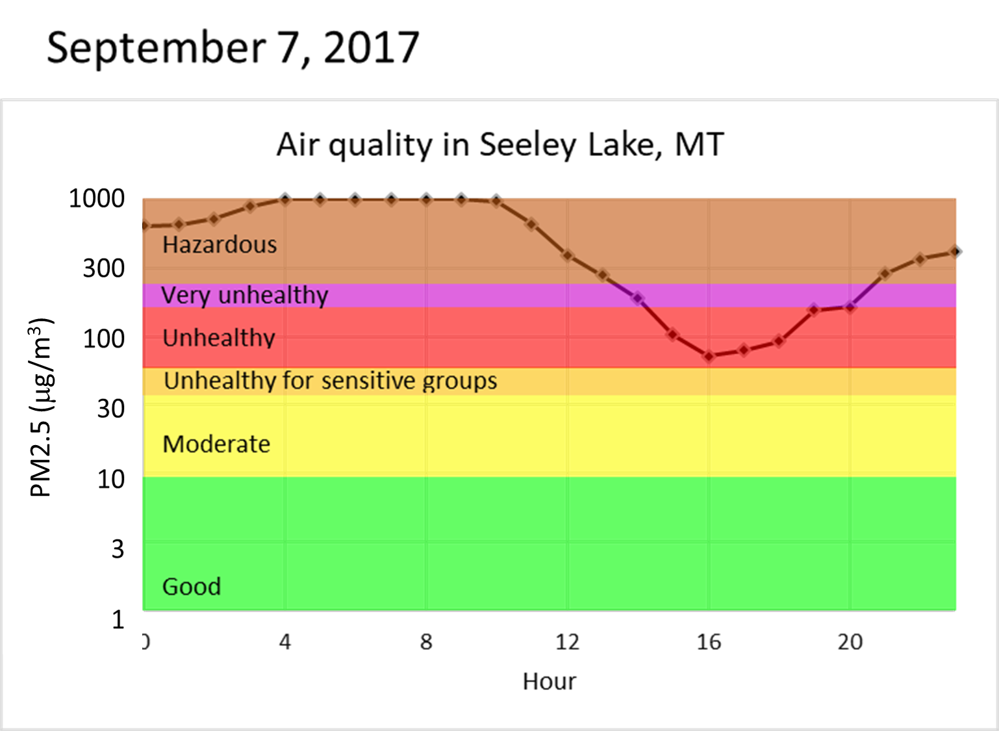 September 7, 2017
Air quality in Seeley Lake, MT
1000
300
100
30
10
3
1
PM2.5 (µg/m³)
Hazardous
Very unhealthy
Unhealthy
Unhealthy for sensitive groups
Moderate
Good
0 4 8 12 16 20
Hour